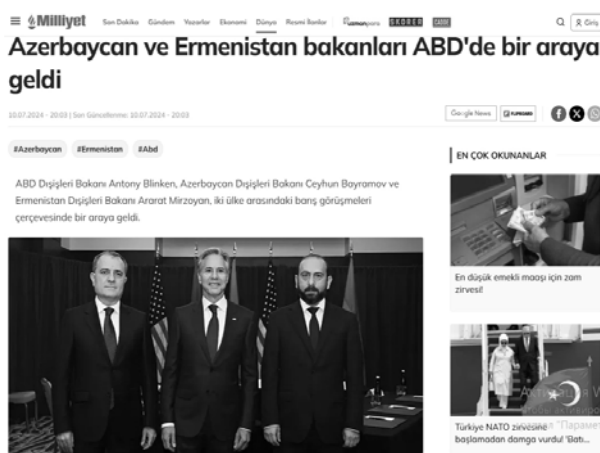 Milliyet
Son Dakika Gündem Yazarlar Ekonomi Dünya Resmi İlanlar uzmanpara SKORER CADDE
Giriş
Azerbaycan ve Ermenistan bakanları ABD'de bir araya
geldi
10.07.2024 - 20:03 | Son Güncellenme: 10.07.2024 - 20:03
Google News FLIPBOARD
#Azerbaycan #Ermenistan #Abd
ABD Dışişleri Bakanı Antony Blinken, Azerbaycan Dışişleri Bakanı Ceyhun Bayramov ve
Ermenistan Dışişleri Bakanı Ararat Mirzoyan, iki ülke arasındaki barış görüşmeleri
çerçevesinde bir araya geldi.
EN ÇOK OKUNANLAR
En düşük emekli maaşı için zam
zirvesi!
Türkiye NATO zirvesine
başlamadan damga vurdu! 'Batı...